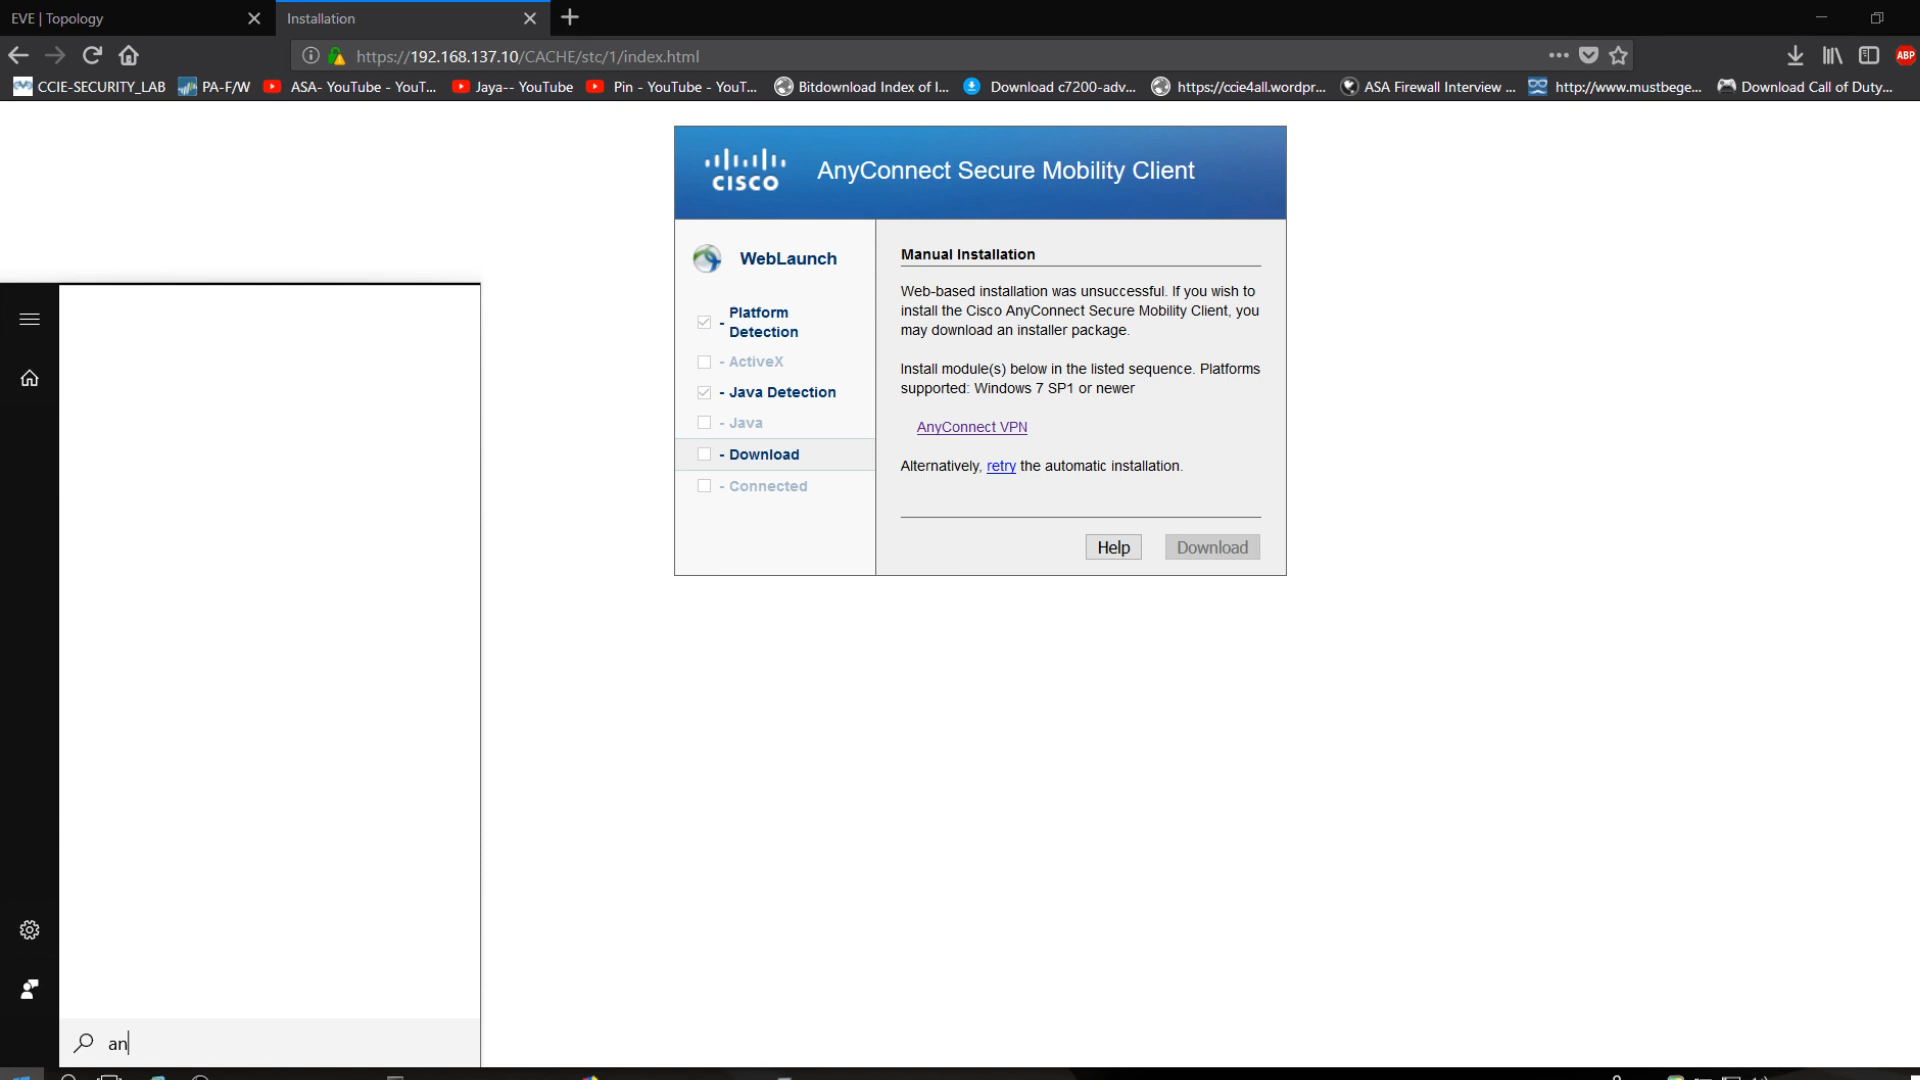 EVE | Topology
Installation
https://192.168.137.10/CACHE/stc/1/index.html
ABP
CCIE-SECURITY_LAB
PA-F/W
ASA- YouTube - YouT...
Jaya-- YouTube
Pin - YouTube - YouT...
Bitdownload Index of l...
Download c7200-adv...
https://ccie4all.wordpr...
ASA Firewall Interview ...
http://www.mustbege...
Download Call of Duty...
CISCO
AnyConnect Secure Mobility Client
WebLaunch
- Platform
Detection
- ActiveX
- Java Detection
- Java
- Download
- Connected
Manual Installation
Web-based installation was unsuccessful. If you wish to
install the Cisco AnyConnect Secure Mobility Client, you
may download an installer package.
Install module(s) below in the listed sequence. Platforms
supported: Windows 7 SP1 or newer
AnyConnect VPN
Alternatively, retry the automatic installation.
Help
Download
an